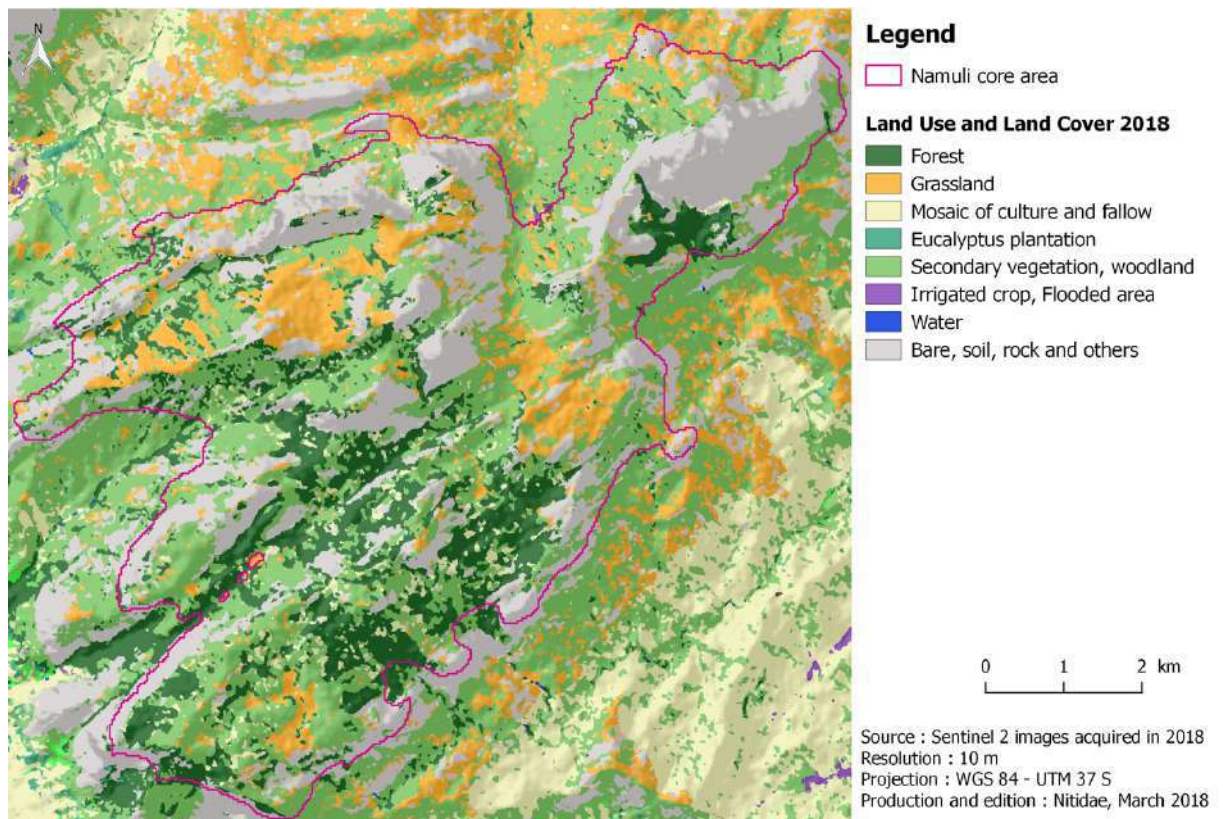 N
Legend
Namuli core area
Land Use and Land Cover 2018
Forest
Grassland
Mosaic of culture and fallow
Eucalyptus plantation
Secondary vegetation, woodland
Irrigated crop, Flooded area
Water
Bare, soil, rock and others
0 1 2 km
Source : Sentinel 2 images acquired in 2018
Resolution : 10 m
Projection : WGS 84 - UTM 37 S
Production and edition : Nitidae, March 2018